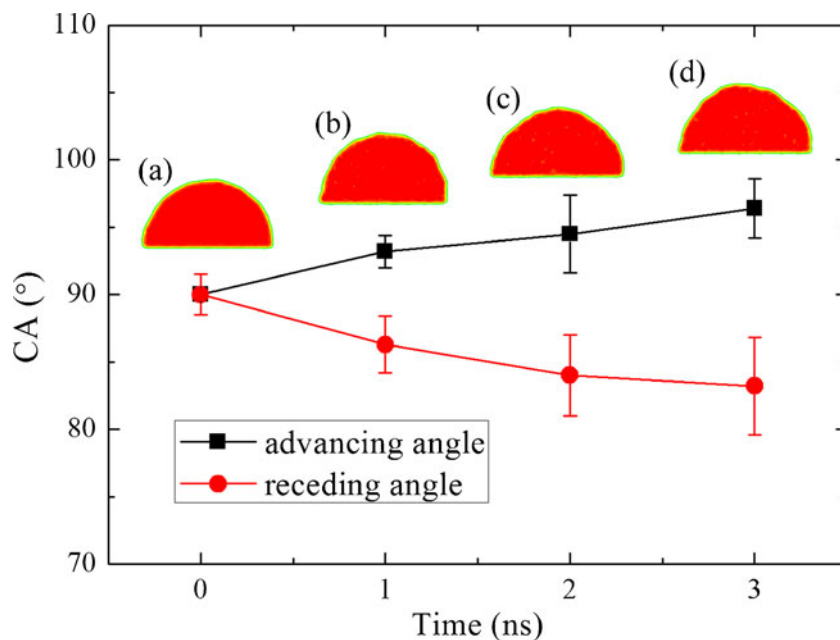 110
100
90
80
70
CA (°)
(a)
(b)
(c)
(d)
advancing angle
receding angle
0
1
2
3
Time (ns)